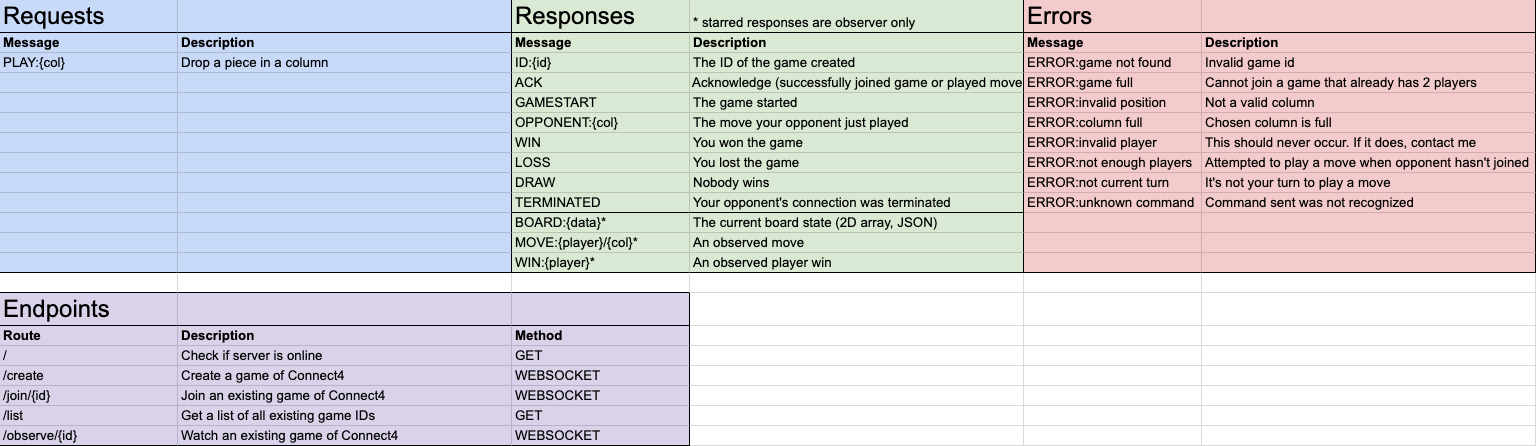 Requests
Message Description
PLAY:{col} Drop a piece in a column
Responses * starred responses are observer only
Message Description
ID:{id} The ID of the game created
ACK Acknowledge (successfully joined game or played move
GAMESTART The game started
OPPONENT:{col} The move your opponent just played
WIN You won the game
LOSS You lost the game
DRAW Nobody wins
TERMINATED Your opponent's connection was terminated
BOARD:{data}* The current board state (2D array, JSON)
MOVE:{player}/{col}* An observed move
WIN:{player}* An observed player win
Errors
Message Description
ERROR:game not found Invalid game id
ERROR:game full Cannot join a game that already has 2 players
ERROR:invalid position Not a valid column
ERROR:column full Chosen column is full
ERROR:invalid player This should never occur. If it does, contact me
ERROR:not enough players Attempted to play a move when opponent hasn't joined
ERROR:not current turn It's not your turn to play a move
ERROR:unknown command Command sent was not recognized
Endpoints
Route Description Method
/ Check if server is online GET
/create Create a game of Connect4 WEBSOCKET
/join/{id} Join an existing game of Connect4 WEBSOCKET
/list Get a list of all existing game IDs GET
/observe/{id} Watch an existing game of Connect4 WEBSOCKET